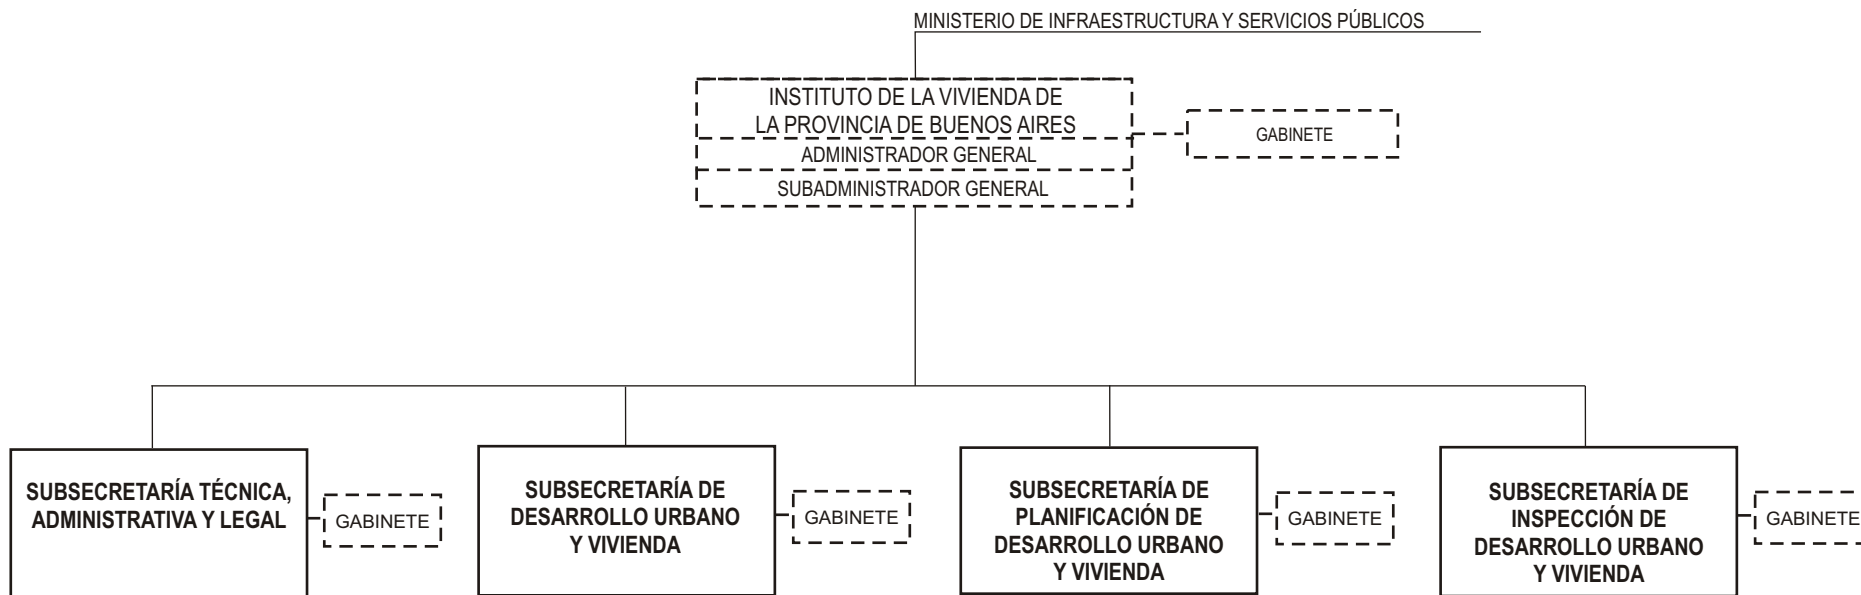 MINISTERIO DE INFRAESTRUCTURA Y SERVICIOS PÚBLICOS
INSTITUTO DE LA VIVIENDA DE
LA PROVINCIA DE BUENOS AIRES
ADMINISTRADOR GENERAL
SUBADMINISTRADOR GENERAL
GABINETE
SUBSECRETARÍA TÉCNICA,
ADMINISTRATIVA Y LEGAL
GABINETE
SUBSECRETARÍA DE
DESARROLLO URBANO
Y VIVIENDA
GABINETE
SUBSECRETARÍA DE
PLANIFICACIÓN DE
DESARROLLO URBANO
Y VIVIENDA
GABINETE
SUBSECRETARÍA DE
INSPECCIÓN DE
DESARROLLO URBANO
Y VIVIENDA
GABINETE